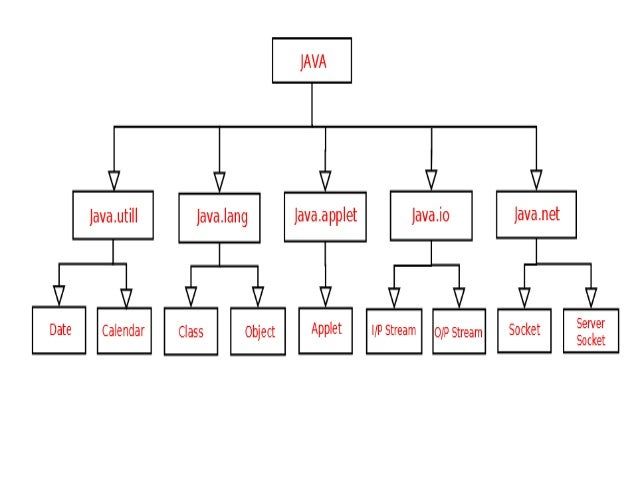 JAVA
Java.utill
Java.lang
Java.applet
Java.io
Java.net
Date
Calendar
Class
Object
Applet
I/P Stream
O/P Stream
Socket
Server
Socket